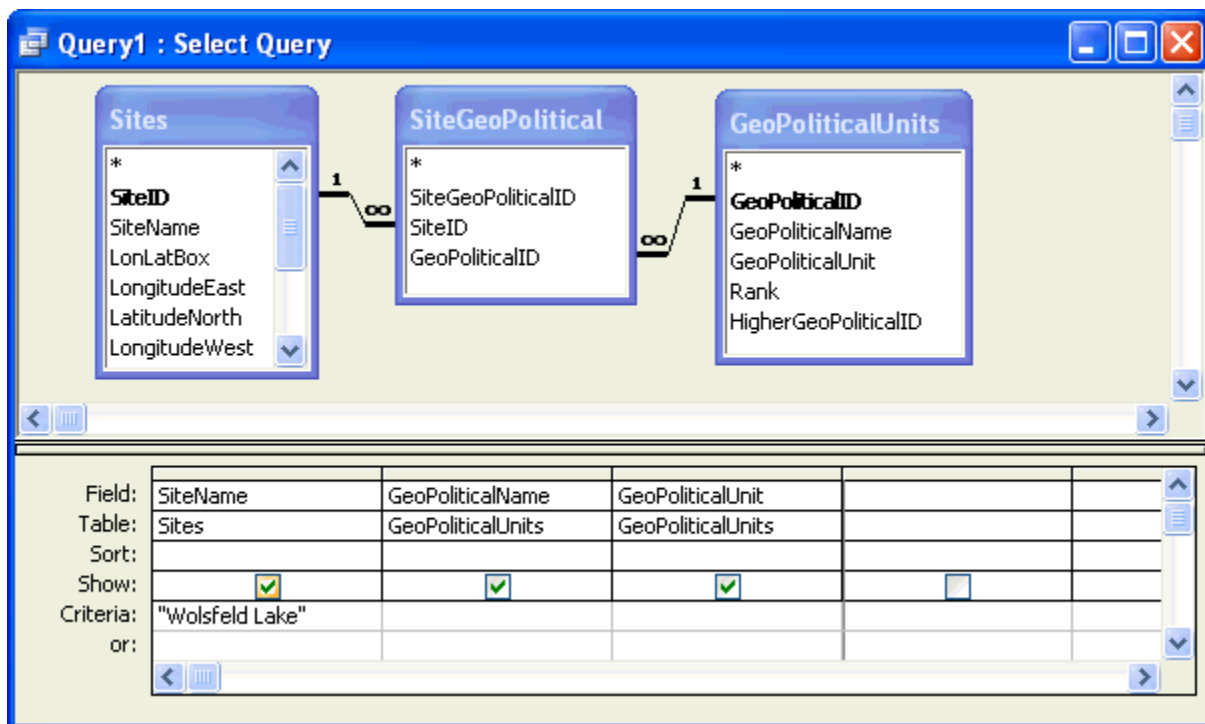 Query1 : Select Query
Sites
*
SiteID
SiteName
LonLatBox
LongitudeEast
LatitudeNorth
LongitudeWest
1
∞
SiteGeoPolitical
*
SiteGeoPoliticalID
SiteID
GeoPoliticalID
1
∞
GeoPoliticalUnits
*
GeoPoliticalID
GeoPoliticalName
GeoPoliticalUnit
Rank
HigherGeoPoliticalID
Field: SiteName GeoPoliticalName GeoPoliticalUnit
Table: Sites GeoPoliticalUnits GeoPoliticalUnits
Sort:
Show:
Criteria: "Wolsfeld Lake"
or: